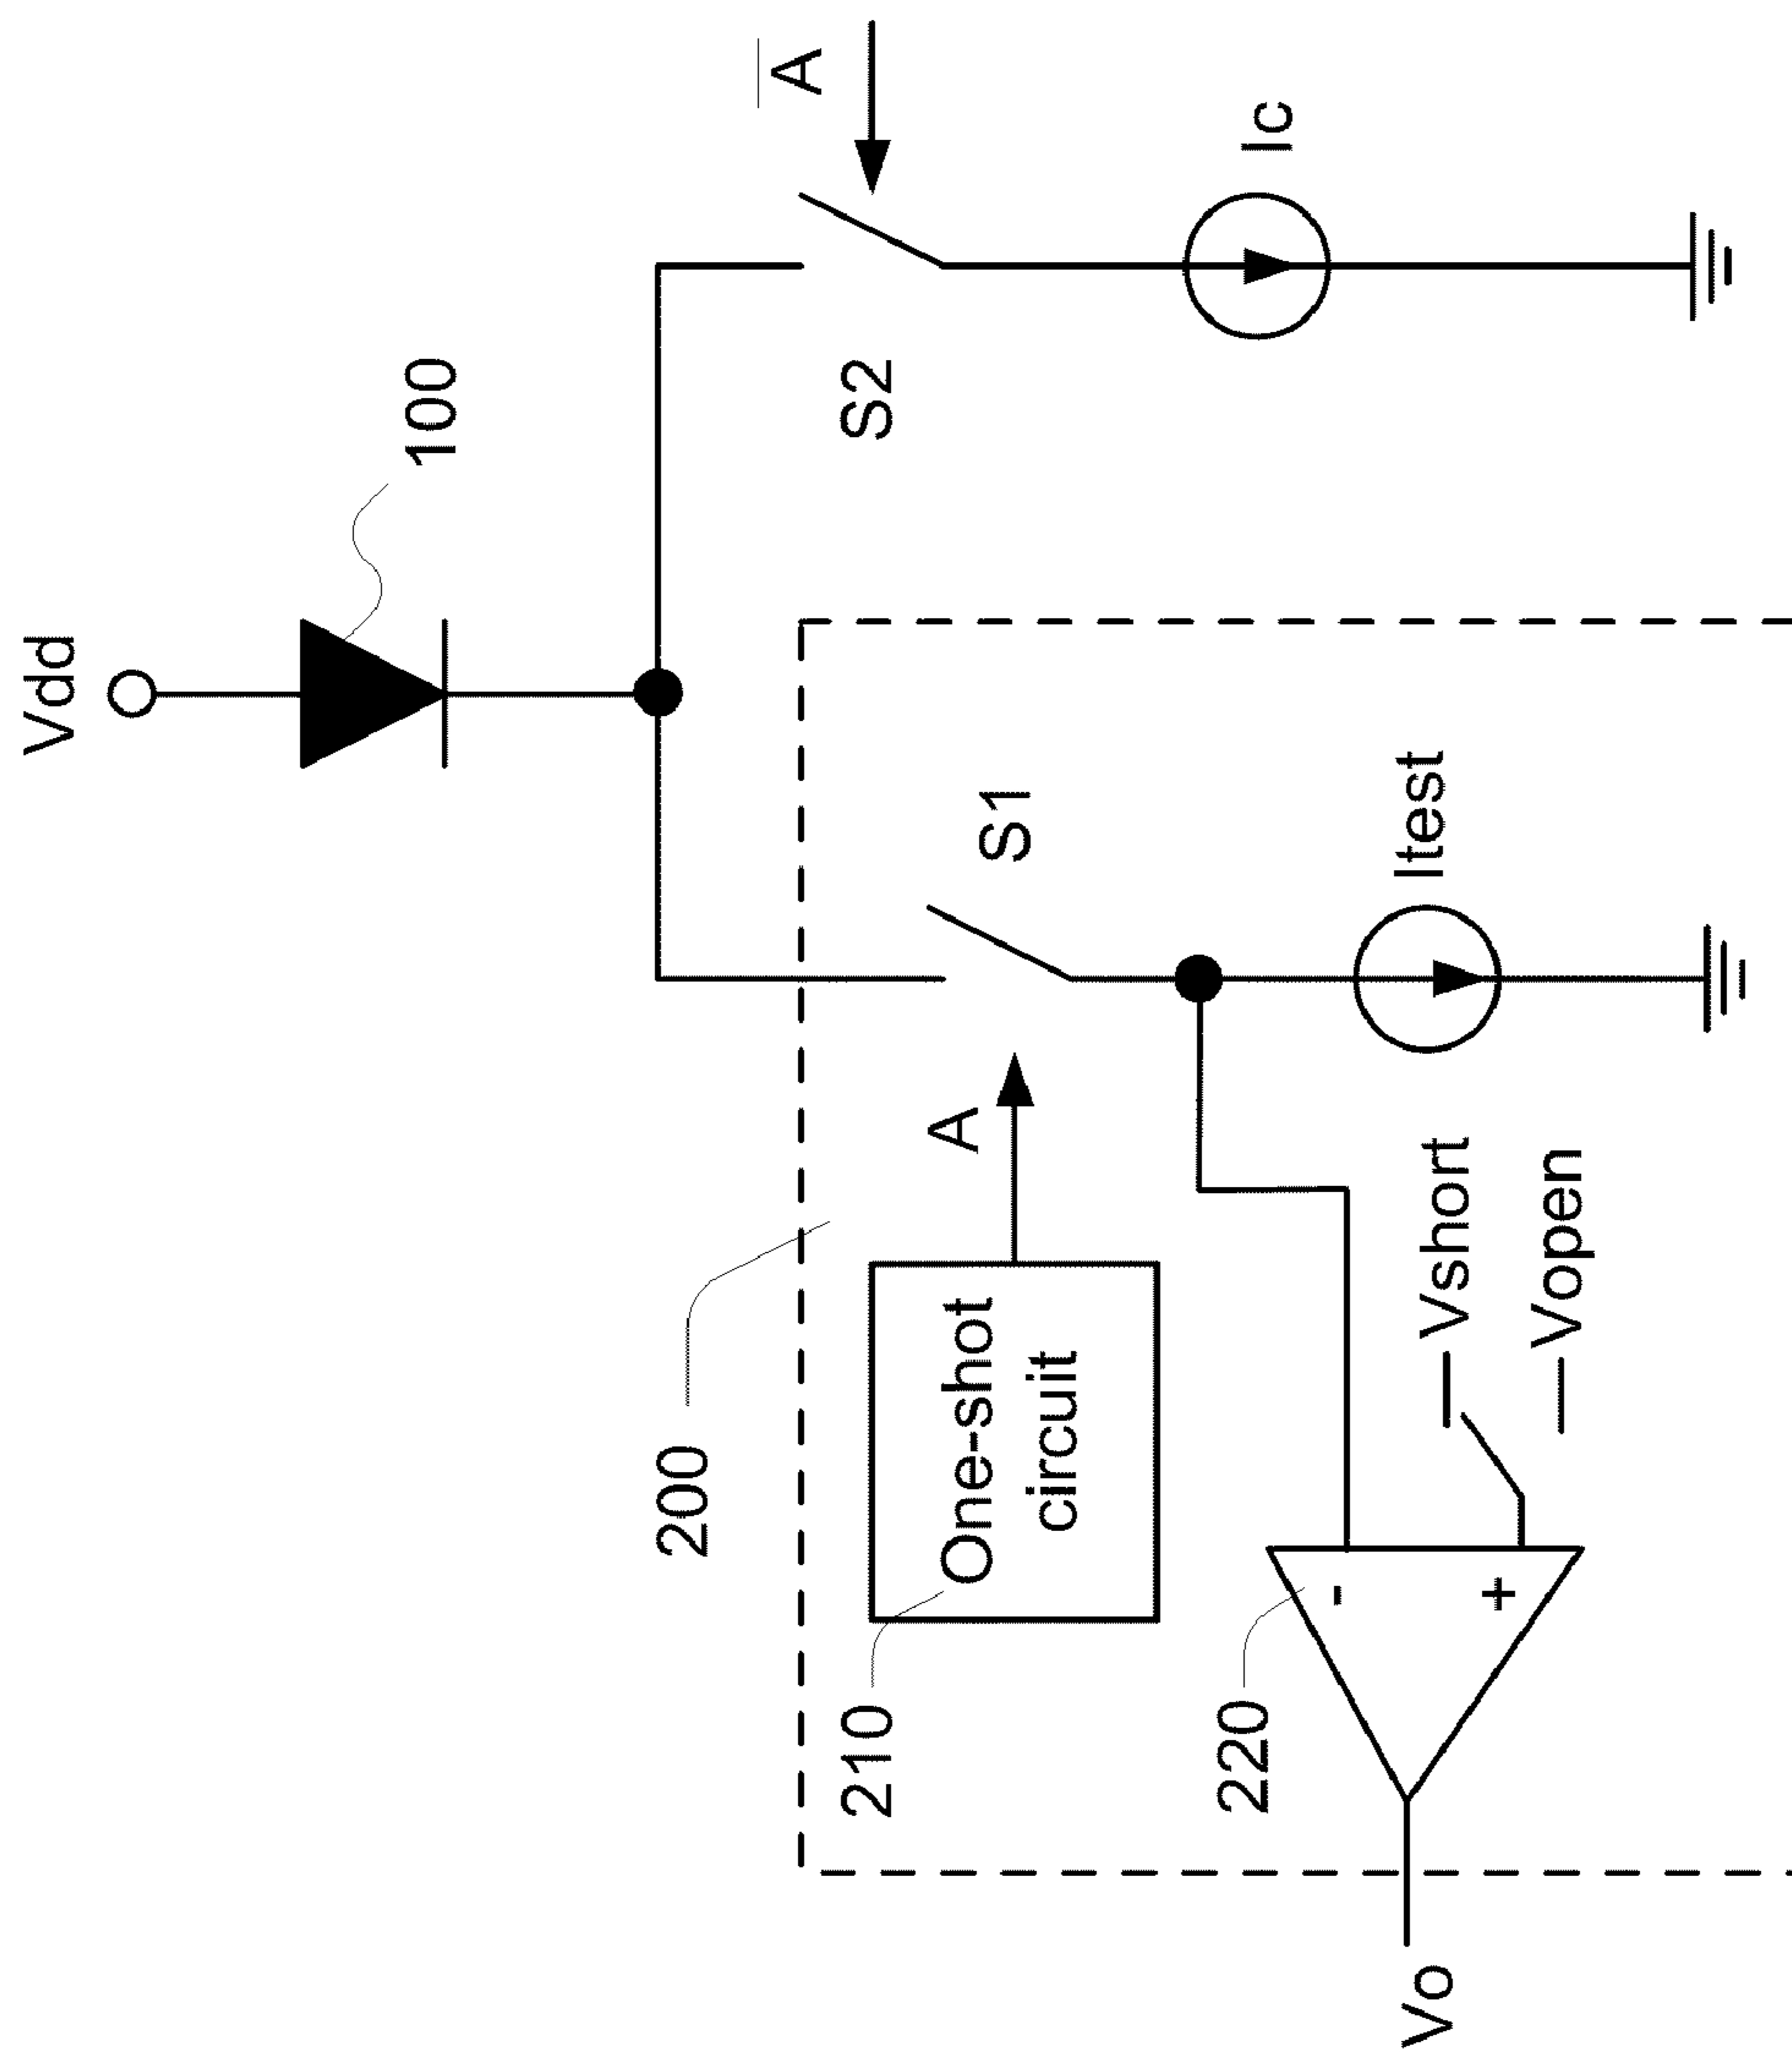 Vdd
100
A
S2
Ic
200
S1
A
210
One-shot
circuit
Itest
220
-
+
Vshort
Vopen
Vo